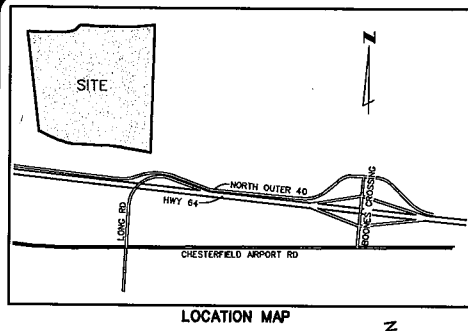 SITE
N
NORTH OUTER 40
HWY 64
LONG RD
BOONES CROSSING
CHESTERFIELD AIRPORT RD
LOCATION MAP
N